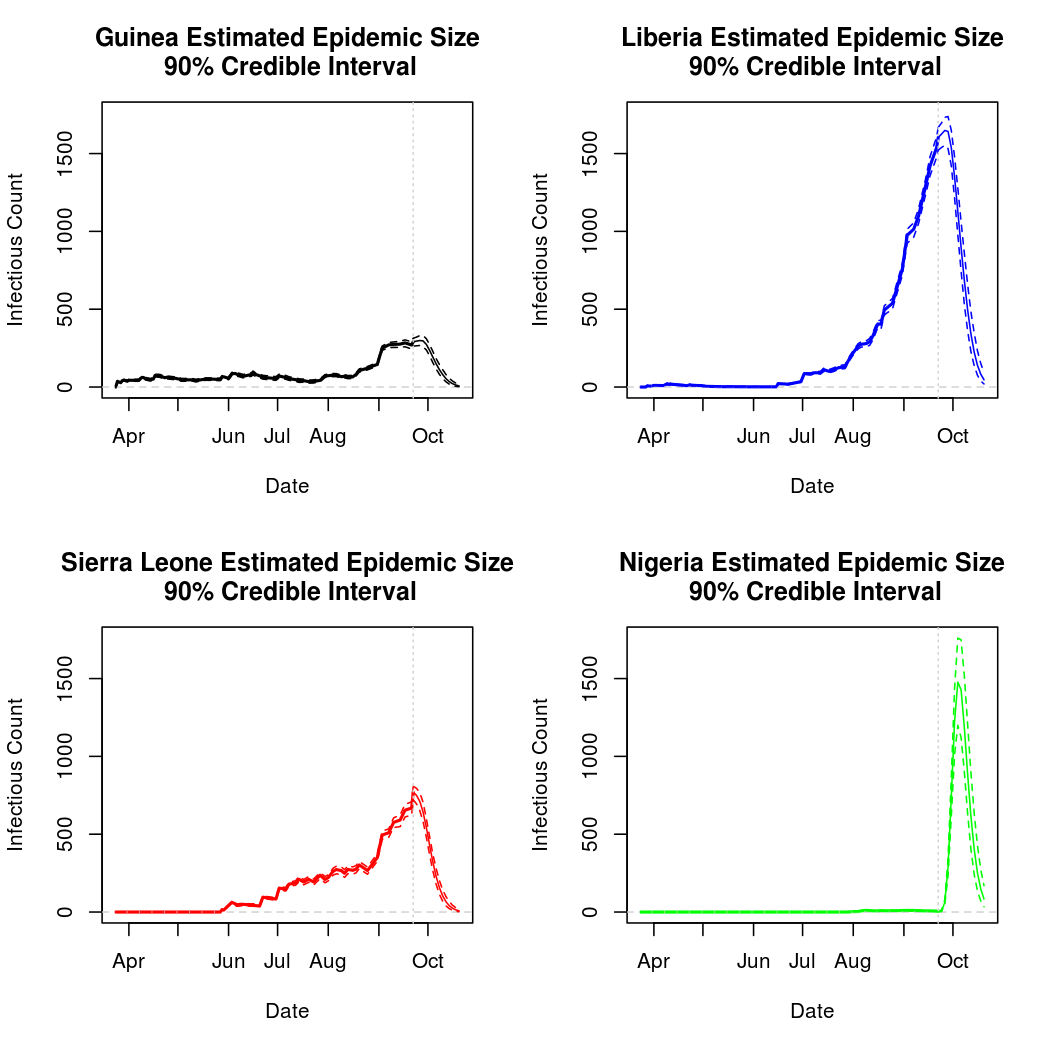 Guinea Estimated Epidemic Size
90% Credible Interval
Infectious Count
1500
1000
500
0
Apr Jun Jul Aug Oct
Date
Liberia Estimated Epidemic Size
90% Credible Interval
Infectious Count
1500
1000
500
0
Apr Jun Jul Aug Oct
Date
Sierra Leone Estimated Epidemic Size
90% Credible Interval
Infectious Count
1500
1000
500
0
Apr Jun Jul Aug Oct
Date
Nigeria Estimated Epidemic Size
90% Credible Interval
Infectious Count
1500
1000
500
0
Apr Jun Jul Aug Oct
Date